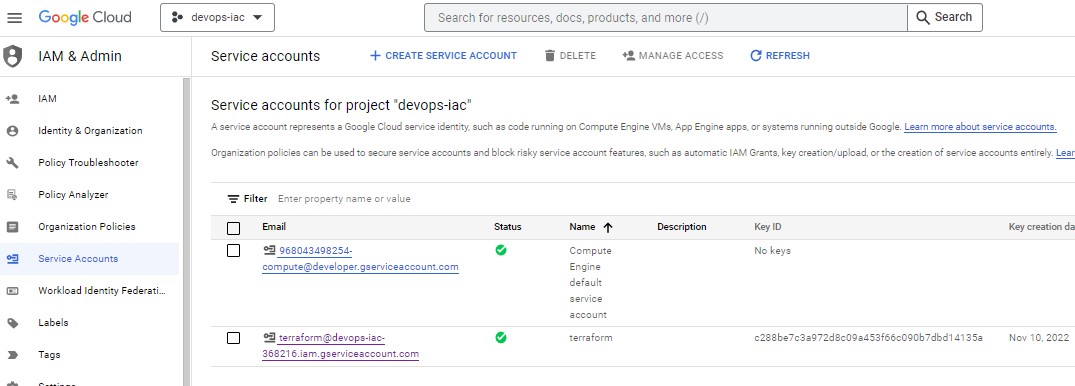 Google Cloud devops-iac Search for resources, docs, products, and more (/) Search
IAM & Admin Service accounts CREATE SERVICE ACCOUNT DELETE MANAGE ACCESS REFRESH
IAM
Identity & Organization
Policy Troubleshooter
Policy Analyzer
Organization Policies
Service Accounts
Workload Identity Federati...
Labels
Tags
Settings
Service accounts for project "devops-iac"
A service account represents a Google Cloud service identity, such as code running on Compute Engine VMs, App Engine apps, or systems running outside Google. Learn more about service accounts.
Organization policies can be used to secure service accounts and block risky service account features, such as automatic IAM Grants, key creation/upload, or the creation of service accounts entirely. Lear
Filter Enter property name or value
Email Status Name Description Key ID Key creation da
968043498254-
compute@developer.gserviceaccount.com
Compute
Engine
default
service
account
No keys
terraform@devops-iac-
368216.iam.gserviceaccount.com
terraform
c288be7c3a972d8c09a453f66c090b7dbd14135a
Nov 10, 2022